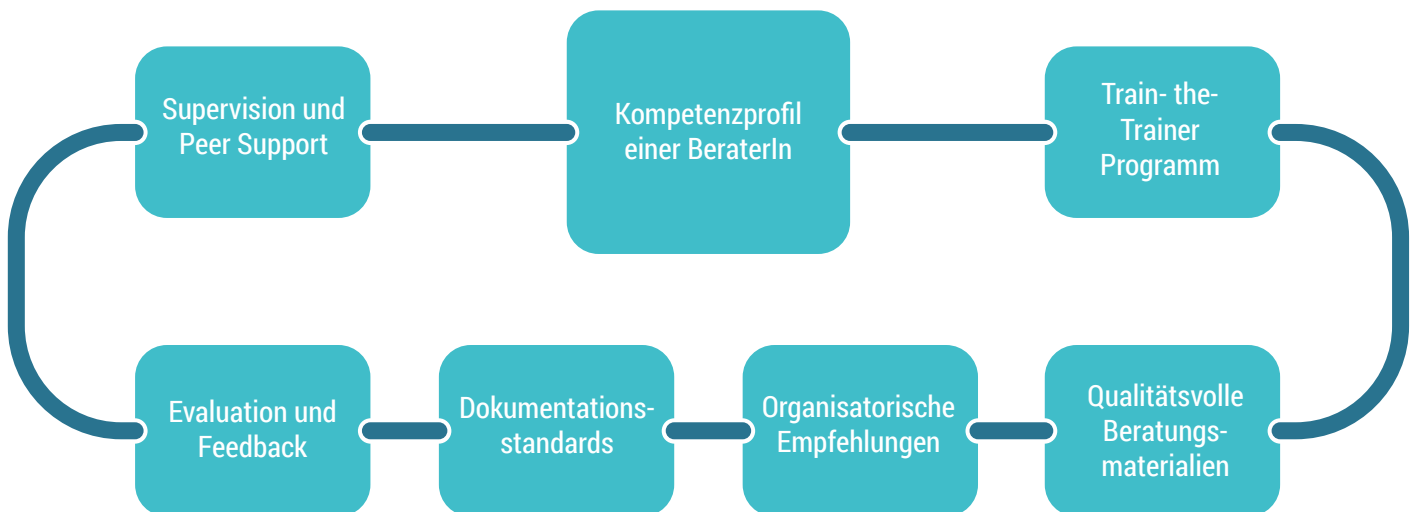 Supervision und
Peer Support
Kompetenzprofil
einer BeraterIn
Train- the-
Trainer
Programm
Evaluation und
Feedback
Dokumentations-
standards
Organisatorische
Empfehlungen
Qualitätsvolle
Beratungs-
materialien